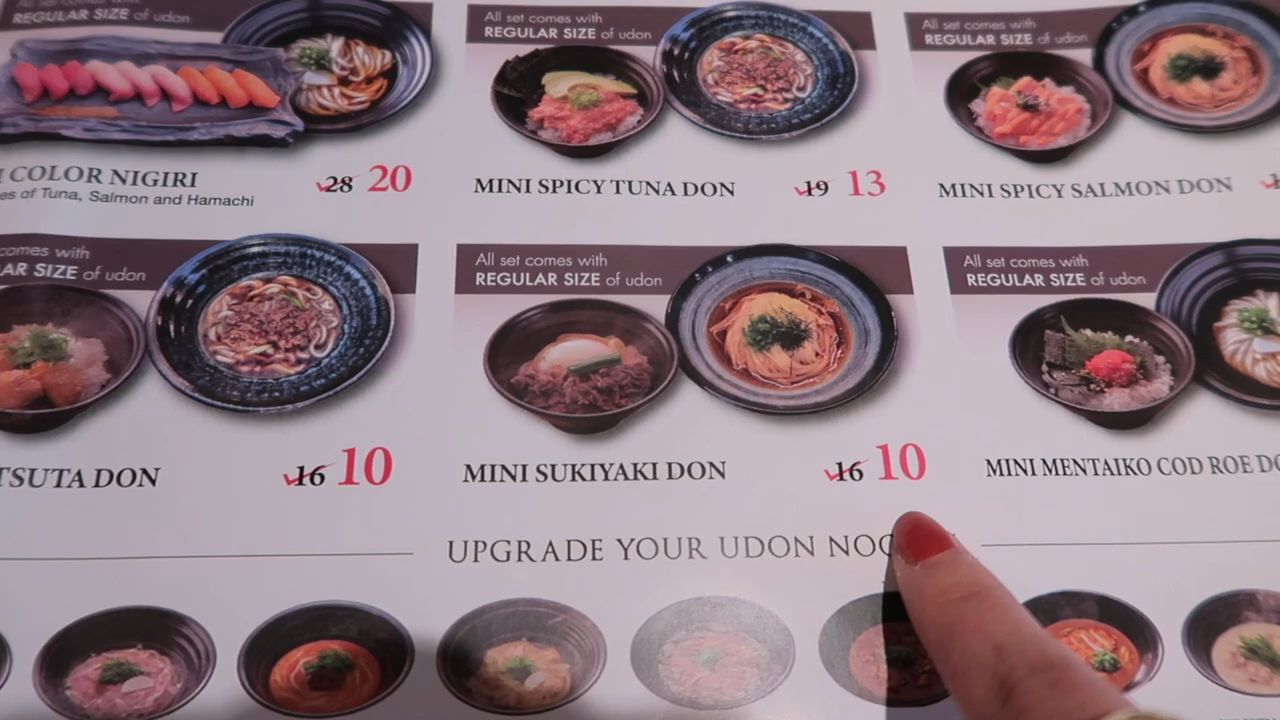 REGULAR SIZE of udon
All set comes with
REGULAR SIZE of udon
All set comes with
REGULAR SIZE of udon
COLOR NIGIRI
28 20
es of Tuna, Salmon and Hamachi
MINI SPICY TUNA DON
19 13
MINI SPICY SALMON DON
comes with
AR SIZE of udon
All set comes with
REGULAR SIZE of udon
All set comes with
REGULAR SIZE of udon
TSUTA DON
16 10
MINI SUKIYAKI DON
16 10
MINI MENTAIKO COD ROE DO
UPGRADE YOUR UDON NOO